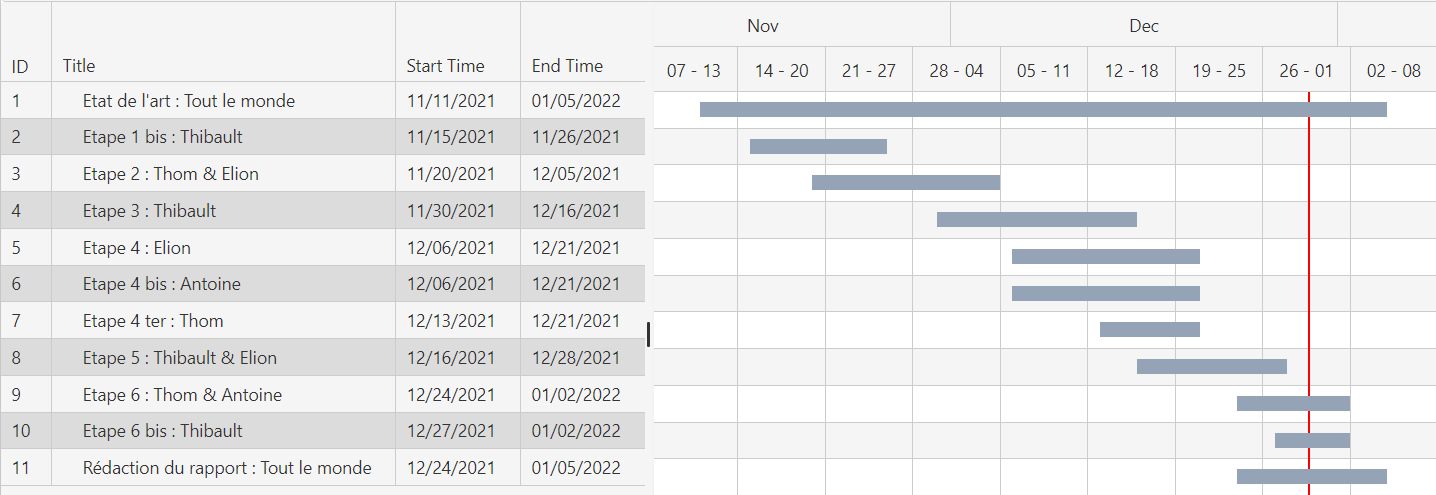 Nov Dec
ID Title Start Time End Time 07 - 13 14 - 20 21 - 27 28 - 04 05 - 11 12 - 18 19 - 25 26 - 01 02 - 08
1 Etat de l'art : Tout le monde 11/11/2021 01/05/2022
2 Etape 1 bis : Thibault 11/15/2021 11/26/2021
3 Etape 2 : Thom & Elion 11/20/2021 12/05/2021
4 Etape 3 : Thibault 11/30/2021 12/16/2021
5 Etape 4 : Elion 12/06/2021 12/21/2021
6 Etape 4 bis : Antoine 12/06/2021 12/21/2021
7 Etape 4 ter : Thom 12/13/2021 12/21/2021
8 Etape 5 : Thibault & Elion 12/16/2021 12/28/2021
9 Etape 6 : Thom & Antoine 12/24/2021 01/02/2022
10 Etape 6 bis : Thibault 12/27/2021 01/02/2022
11 Rédaction du rapport : Tout le monde 12/24/2021 01/05/2022